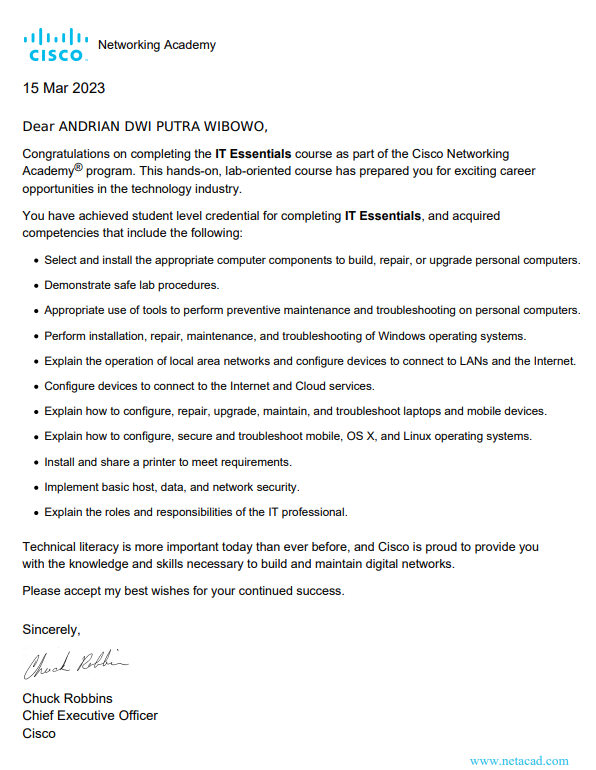 CISCO Networking Academy
15 Mar 2023
Dear ANDRIAN DWI PUTRA WIBOWO,
Congratulations on completing the IT Essentials course as part of the Cisco Networking
Academy® program. This hands-on, lab-oriented course has prepared you for exciting career
opportunities in the technology industry.
You have achieved student level credential for completing IT Essentials, and acquired
competencies that include the following:
• Select and install the appropriate computer components to build, repair, or upgrade personal computers.
• Demonstrate safe lab procedures.
• Appropriate use of tools to perform preventive maintenance and troubleshooting on personal computers.
• Perform installation, repair, maintenance, and troubleshooting of Windows operating systems.
• Explain the operation of local area networks and configure devices to connect to LANs and the Internet.
• Configure devices to connect to the Internet and Cloud services.
• Explain how to configure, repair, upgrade, maintain, and troubleshoot laptops and mobile devices.
• Explain how to configure, secure and troubleshoot mobile, OS X, and Linux operating systems.
• Install and share a printer to meet requirements.
• Implement basic host, data, and network security.
• Explain the roles and responsibilities of the IT professional.
Technical literacy is more important today than ever before, and Cisco is proud to provide you
with the knowledge and skills necessary to build and maintain digital networks.
Please accept my best wishes for your continued success.
Sincerely,
Chuck Robbins
Chuck Robbins
Chief Executive Officer
Cisco
www.netacad.com